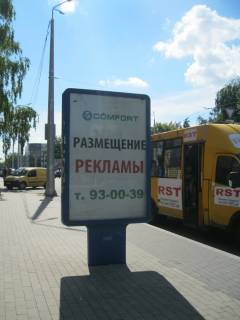 COMFORT
РАЗМЕЩЕНИЕ
РЕКЛАМЫ
т. 93-00-39
RST
RST